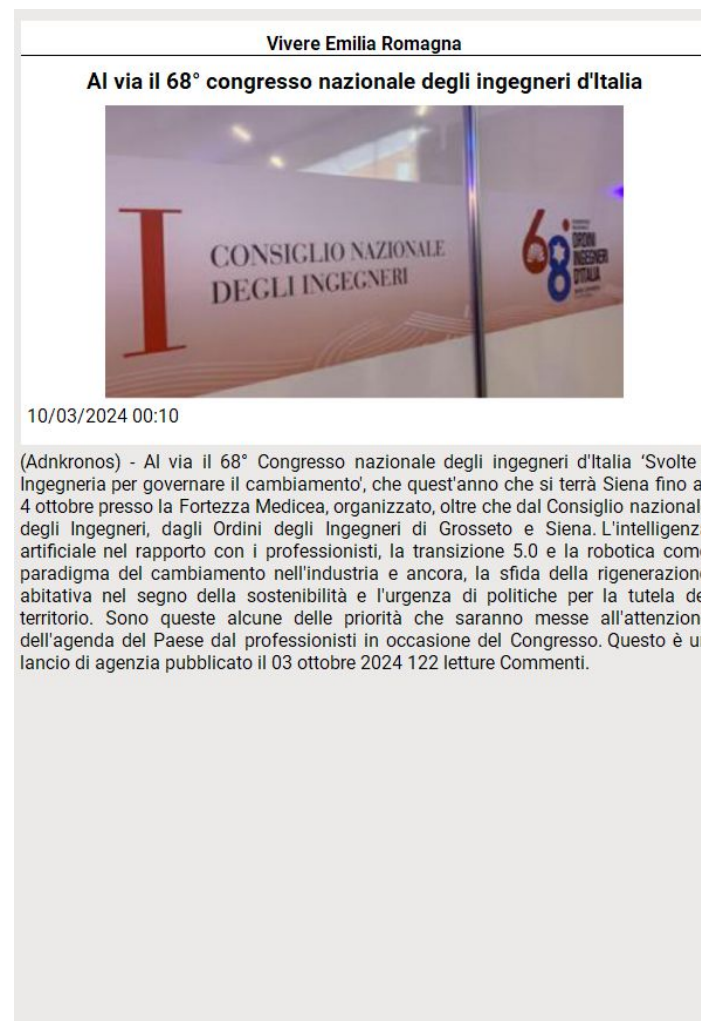 Vivere Emilia Romagna
Al via il 68° congresso nazionale degli ingegneri d'Italia
I
CONSIGLIO NAZIONALE
DEGLI INGEGNERI
68°
ORDINI
INGEGNERI
D'ITALIA
10/03/2024 00:10
(Adnkronos) - Al via il 68° Congresso nazionale degli ingegneri d'Italia ‘Svolte
Ingegneria per governare il cambiamento', che quest'anno che si terrà Siena fino a
4 ottobre presso la Fortezza Medicea, organizzato, oltre che dal Consiglio nazional
degli Ingegneri, dagli Ordini degli Ingegneri di Grosseto e Siena. L'intelligenz
artificiale nel rapporto con i professionisti, la transizione 5.0 e la robotica com
paradigma del cambiamento nell'industria e ancora, la sfida della rigenerazion
abitativa nel segno della sostenibilità e l'urgenza di politiche per la tutela de
territorio. Sono queste alcune delle priorità che saranno messe all'attenzion
dell'agenda del Paese dal professionisti in occasione del Congresso. Questo è u
lancio di agenzia pubblicato il 03 ottobre 2024 122 letture Commenti.